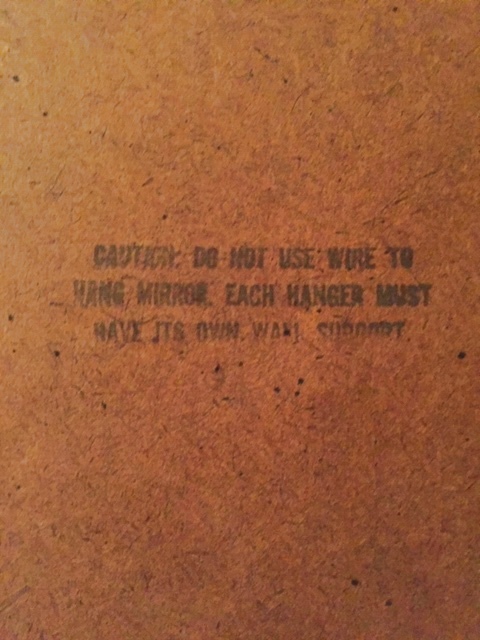 CAUTION: DO NOT USE WIRE TO
HANG MIRROR. EACH HANGER MUST
HAVE ITS OWN WALL SUPPORT